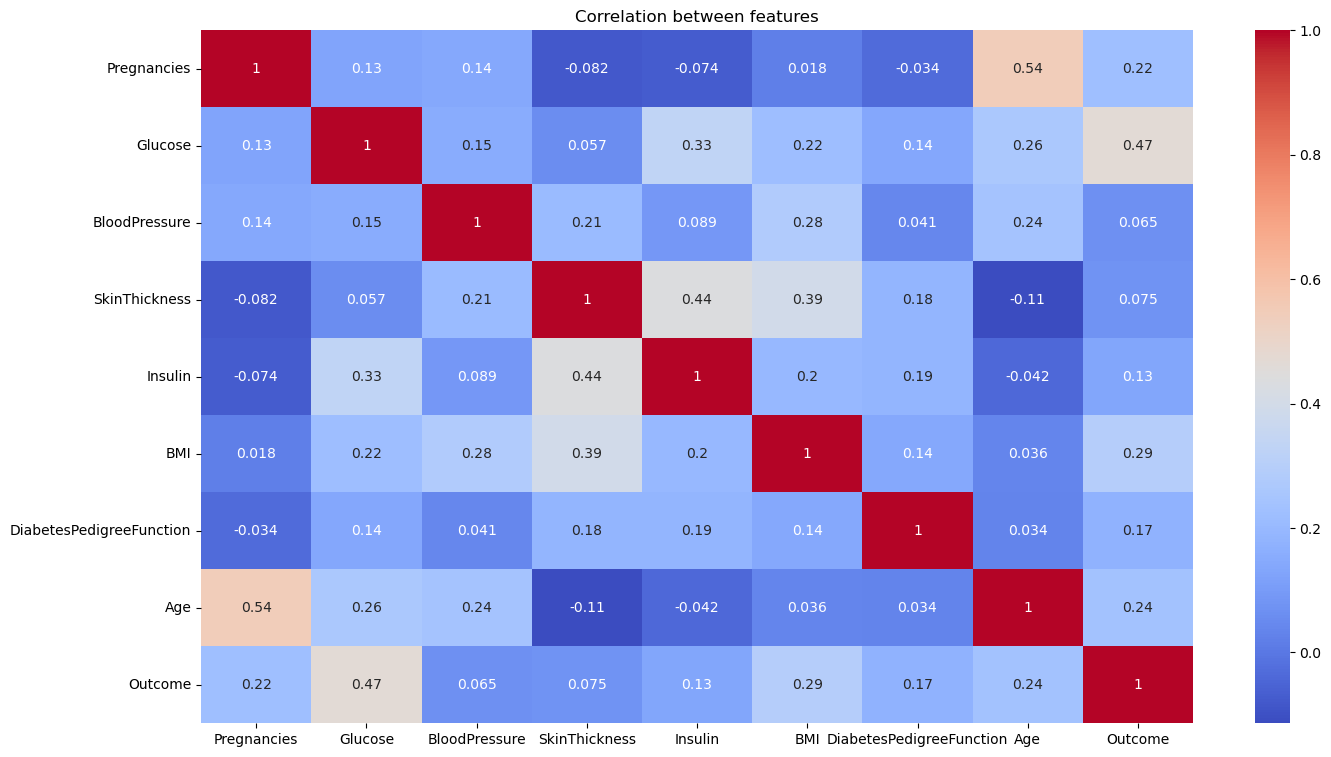 Correlation between features
Pregnancies 1 0.13 0.14 -0.082 -0.074 0.018 -0.034 0.54 0.22
Glucose 0.13 1 0.15 0.057 0.33 0.22 0.14 0.26 0.47
BloodPressure 0.14 0.15 1 0.21 0.089 0.28 0.041 0.24 0.065
SkinThickness -0.082 0.057 0.21 1 0.44 0.39 0.18 -0.11 0.075
Insulin -0.074 0.33 0.089 0.44 1 0.2 0.19 -0.042 0.13
BMI 0.018 0.22 0.28 0.39 0.2 1 0.14 0.036 0.29
DiabetesPedigreeFunction -0.034 0.14 0.041 0.18 0.19 0.14 1 0.034 0.17
Age 0.54 0.26 0.24 -0.11 -0.042 0.036 0.034 1 0.24
Outcome 0.22 0.47 0.065 0.075 0.13 0.29 0.17 0.24 1
Pregnancies Glucose BloodPressure SkinThickness Insulin BMI DiabetesPedigreeFunction Age Outcome
1.0
0.8
0.6
0.4
0.2
0.0